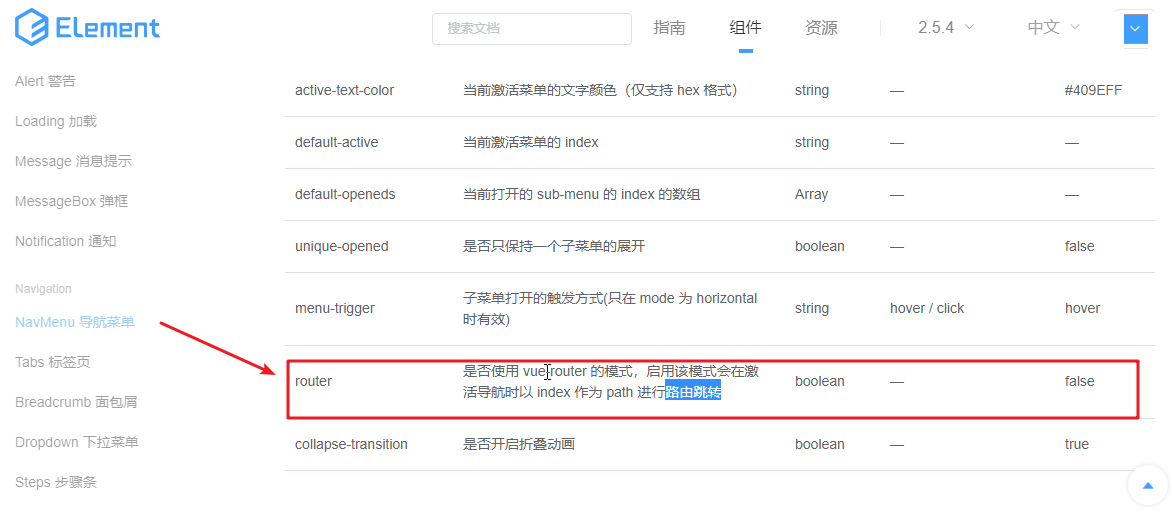 Element
搜索文档
指南
组件
资源
2.5.4
中文
Alert 警告
Loading 加载
Message 消息提示
MessageBox 弹框
Notification 通知
Navigation
NavMenu 导航菜单
Tabs 标签页
Breadcrumb 面包屑
Dropdown 下拉菜单
Steps 步骤条
active-text-color 当前激活菜单的文字颜色（仅支持 hex 格式） string — #409EFF
default-active 当前激活菜单的 index string — —
default-openeds 当前打开的 sub-menu 的 index 的数组 Array — —
unique-opened 是否只保持一个子菜单的展开 boolean — false
menu-trigger 子菜单打开的触发方式(只在 mode 为 horizontal
时有效) string hover / click hover
router 是否使用 vue-router 的模式，启用该模式会在激
活导航时以 index 作为 path 进行路由跳转 boolean — false
collapse-transition 是否开启折叠动画 boolean — true